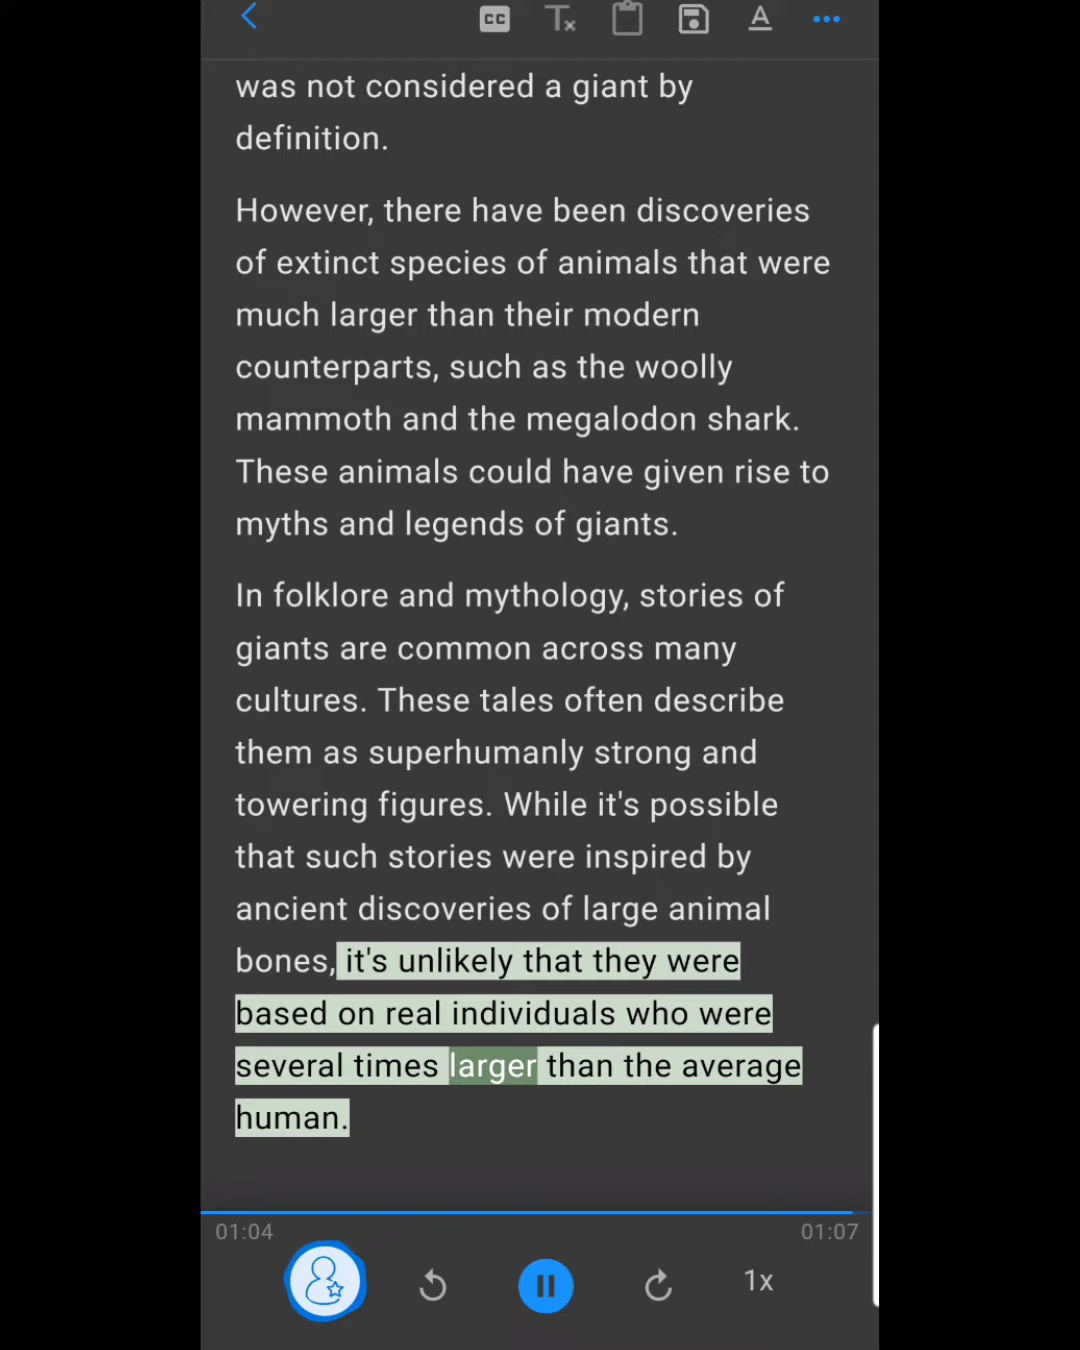 CC
A
was not considered a giant by
definition.
However, there have been discoveries
of extinct species of animals that were
much larger than their modern
counterparts, such as the woolly
mammoth and the megalodon shark.
These animals could have given rise to
myths and legends of giants.
In folklore and mythology, stories of
giants are common across many
cultures. These tales often describe
them as superhumanly strong and
towering figures. While it's possible
that such stories were inspired by
ancient discoveries of large animal
bones, it's unlikely that they were
based on real individuals who were
several times larger than the average
human.
01:04
01:07
1x